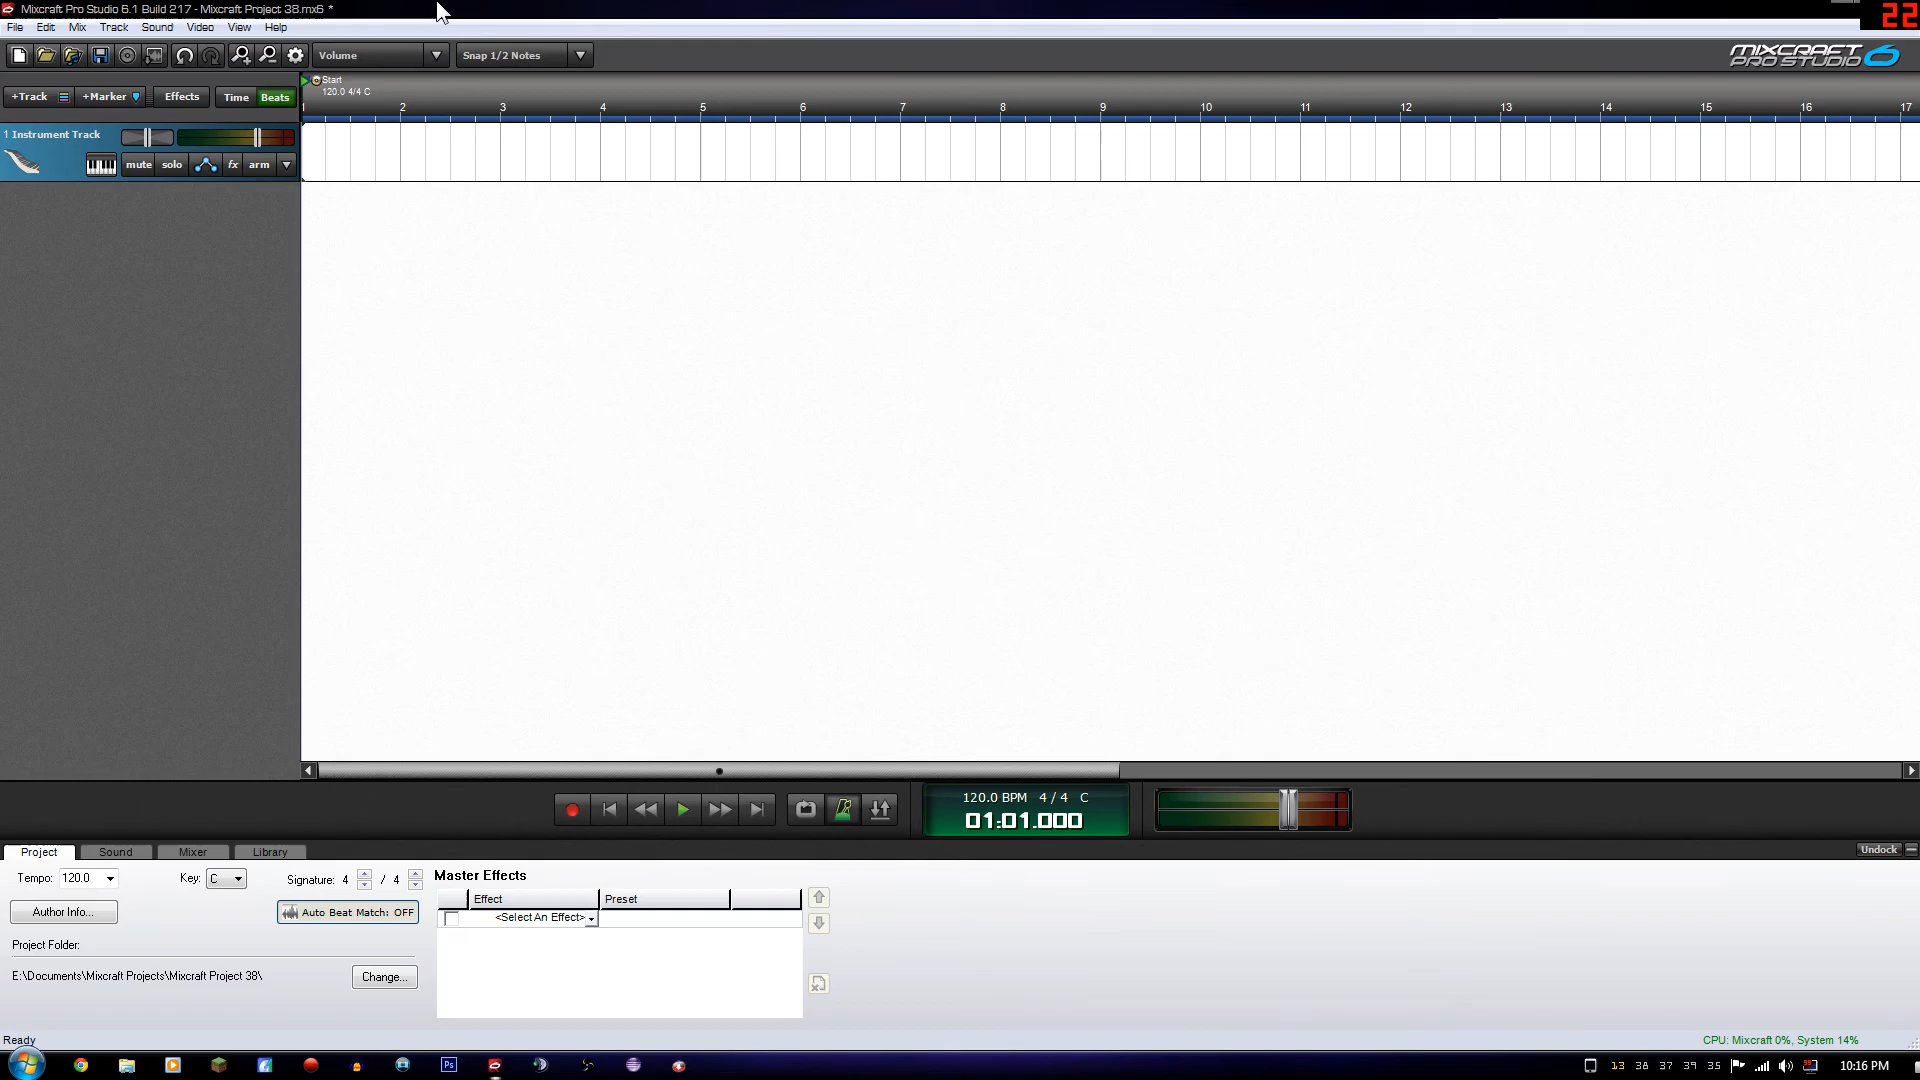 Mixcraft Pro Studio 6.1 Build 217 - Mixcraft Project 38.mx6 *
22
File Edit Mix Track Sound Video View Help
Volume Snap 1/2 Notes MIXCRAFT PRO STUDIO 6
Start
120.0 4/4 C
+Track +Marker Effects Time Beats
1 2 3 4 5 6 7 8 9 10 11 12 13 14 15 16 17
1 Instrument Track
mute solo fx arm
120.0 BPM 4 / 4 C
01:01.000
Project Sound Mixer Library Undock
Tempo: 120.0 Key: C Signature: 4 / 4 Master Effects
Effect Preset
Author Info... Auto Beat Match: OFF <Select An Effect>
Project Folder:
E:\Documents\Mixcraft Projects\Mixcraft Project 38\ Change...
Ready CPU: Mixcraft 0%, System 14%
Ps 13 38 37 39 35 10:16 PM